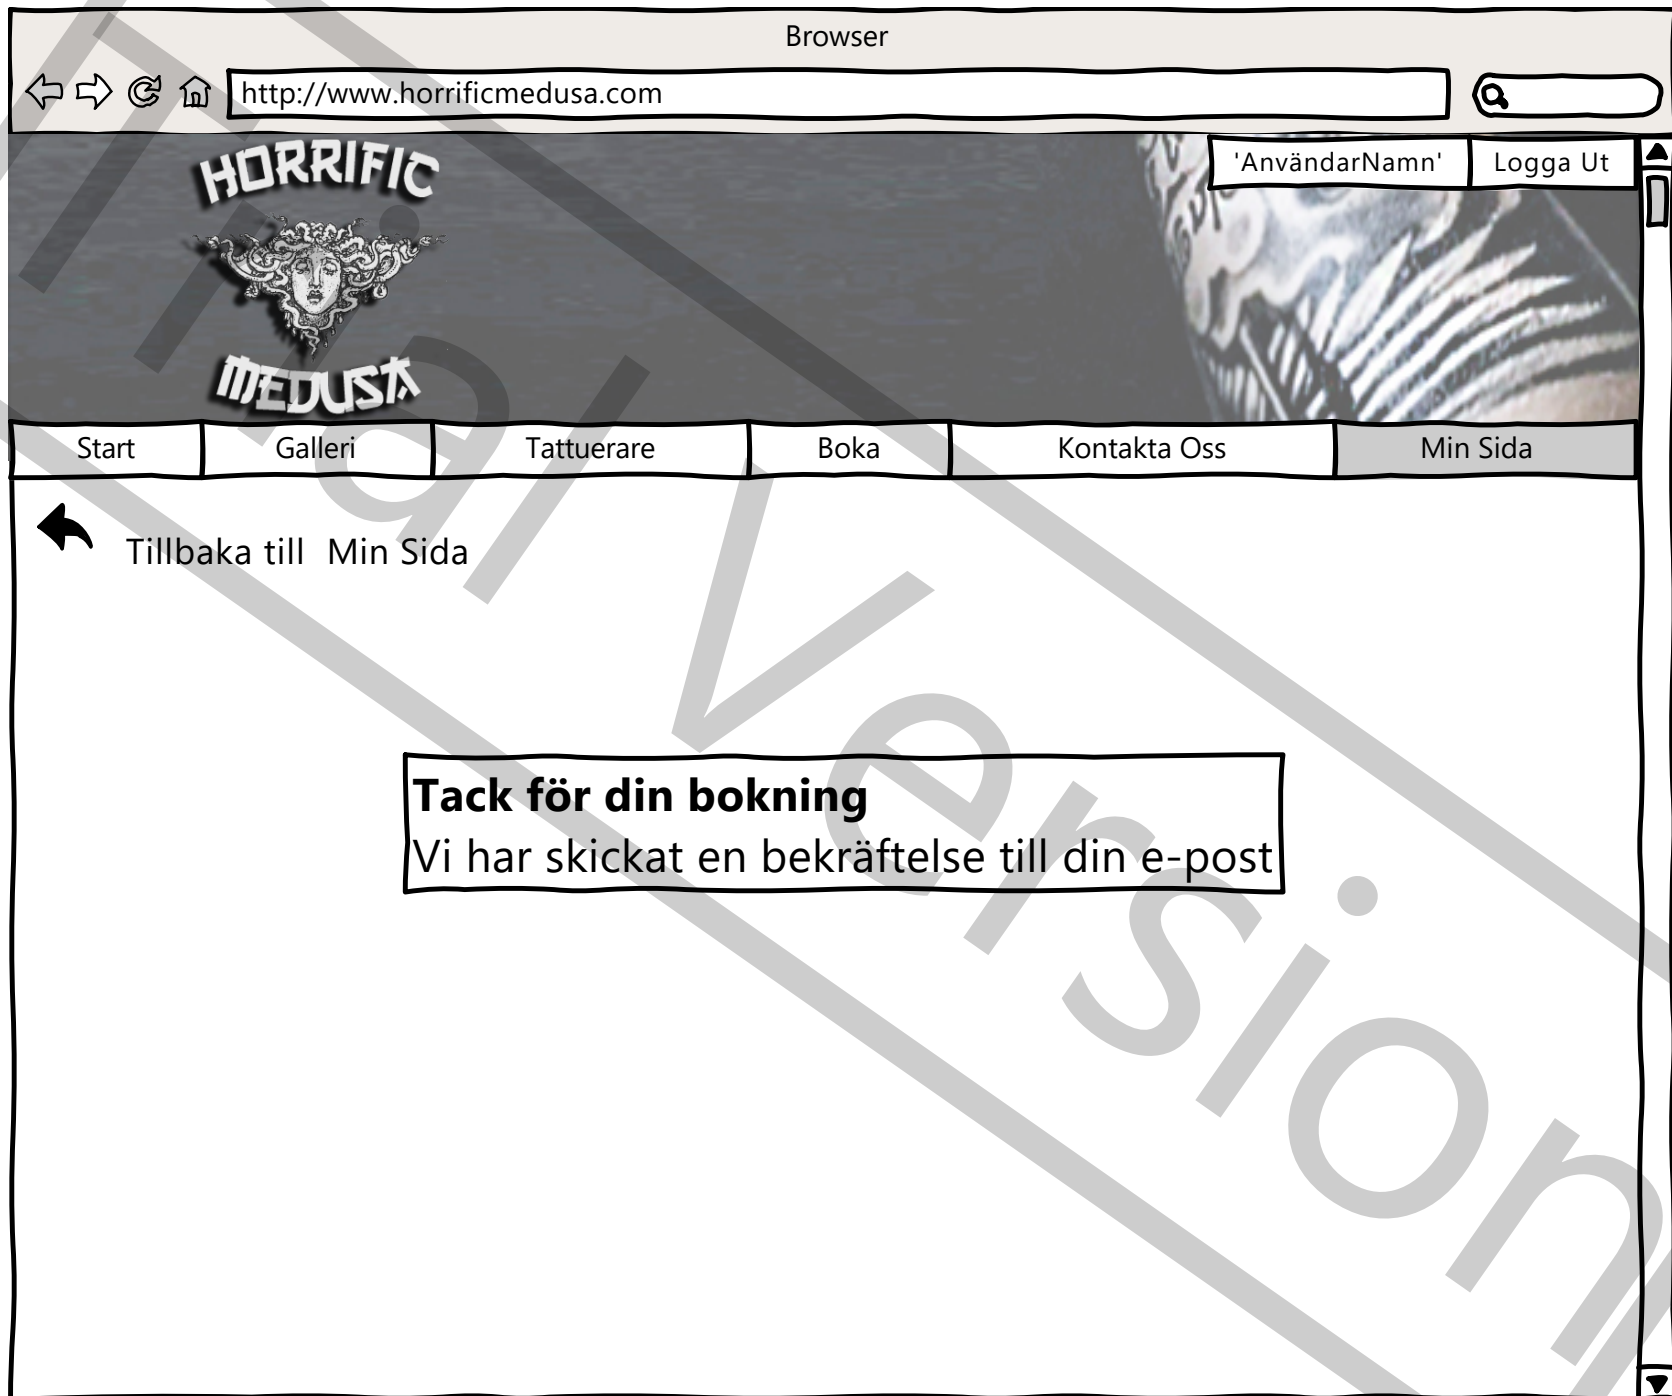 Browser
http://www.horrificmedusa.com
HORRIFIC
MEDUSA
'AnvändarNamn' Logga Ut
Start Galleri Tattuerare Boka Kontakta Oss Min Sida
Tillbaka till Min Sida
Tack för din bokning
Vi har skickat en bekräftelse till din e-post
Trial Version